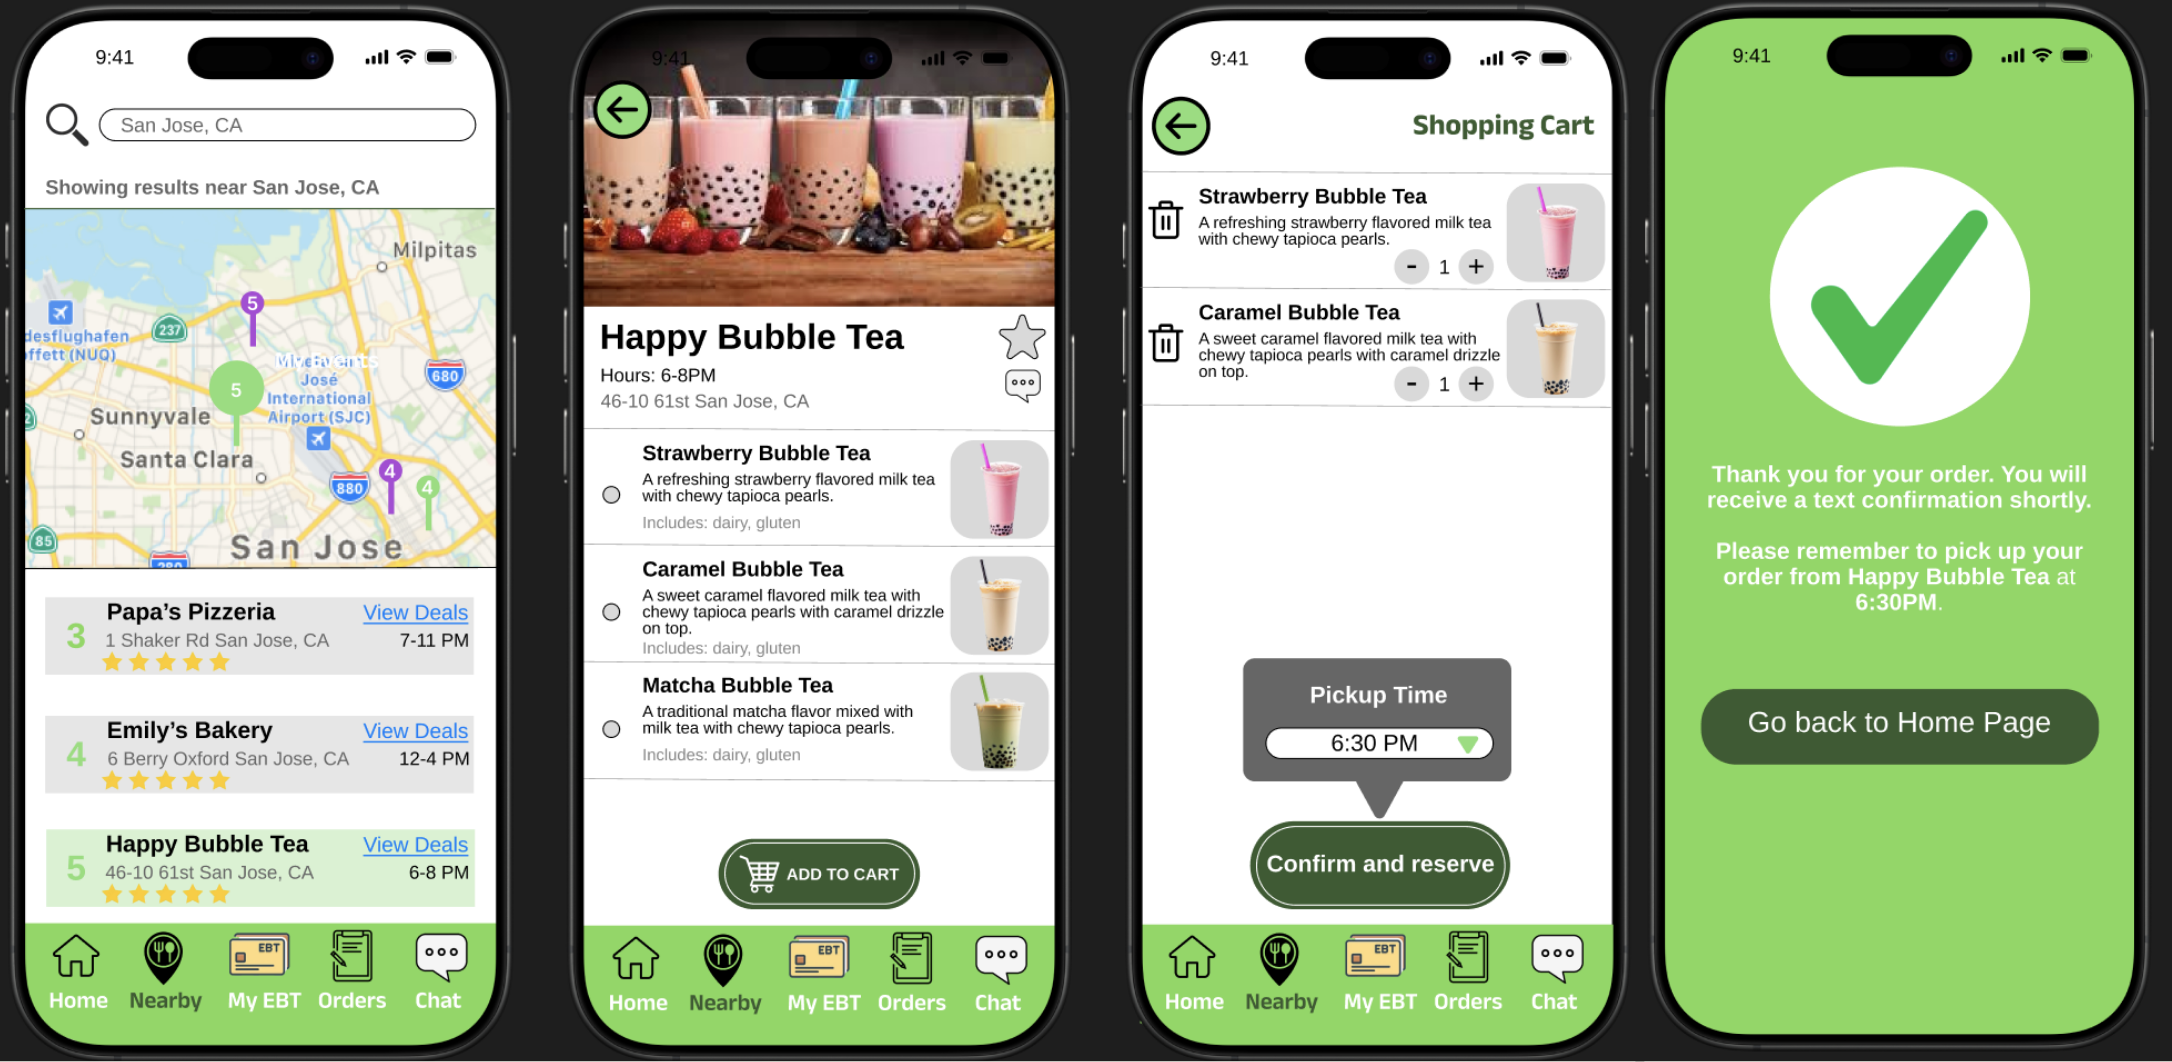 9:41
San Jose, CA
Showing results near San Jose, CA
Milpitas
5
237
desflughafen
ffett (NUQ)
My Events
José
International
Airport (SJC)
680
5
Sunnyvale
Santa Clara
4
880
4
85
San Jose
280
Papa's Pizzeria View Deals
3
1 Shaker Rd San Jose, CA 7-11 PM
Emily's Bakery View Deals
4
6 Berry Oxford San Jose, CA 12-4 PM
Happy Bubble Tea View Deals
5
46-10 61st San Jose, CA 6-8 PM
EBT
Home Nearby My EBT Orders Chat
9:41
Happy Bubble Tea
Hours: 6-8PM
46-10 61st San Jose, CA
Strawberry Bubble Tea
A refreshing strawberry flavored milk tea
with chewy tapioca pearls.
Includes: dairy, gluten
Caramel Bubble Tea
A sweet caramel flavored milk tea with
chewy tapioca pearls with caramel drizzle
on top.
Includes: dairy, gluten
Matcha Bubble Tea
A traditional matcha flavor mixed with
milk tea with chewy tapioca pearls.
Includes: dairy, gluten
ADD TO CART
EBT
Home Nearby My EBT Orders Chat
9:41
Shopping Cart
Strawberry Bubble Tea
A refreshing strawberry flavored milk tea
with chewy tapioca pearls.
- 1 +
Caramel Bubble Tea
A sweet caramel flavored milk tea with
chewy tapioca pearls with caramel drizzle
on top.
- 1 +
Pickup Time
6:30 PM
Confirm and reserve
EBT
Home Nearby My EBT Orders Chat
9:41
Thank you for your order. You will
receive a text confirmation shortly.
Please remember to pick up your
order from Happy Bubble Tea at
6:30PM.
Go back to Home Page